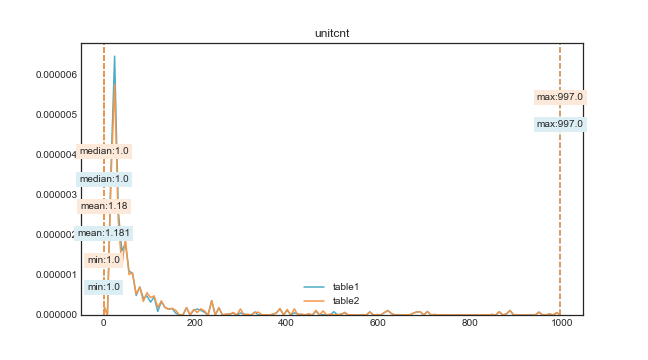 unitcnt
0.000006
0.000005
0.000004
0.000003
0.000002
0.000001
0.000000
median:1.0
median:1.0
mean:1.18
mean:1.181
min:1.0
min:1.0
max:997.0
max:997.0
table1
table2
0 200 400 600 800 1000